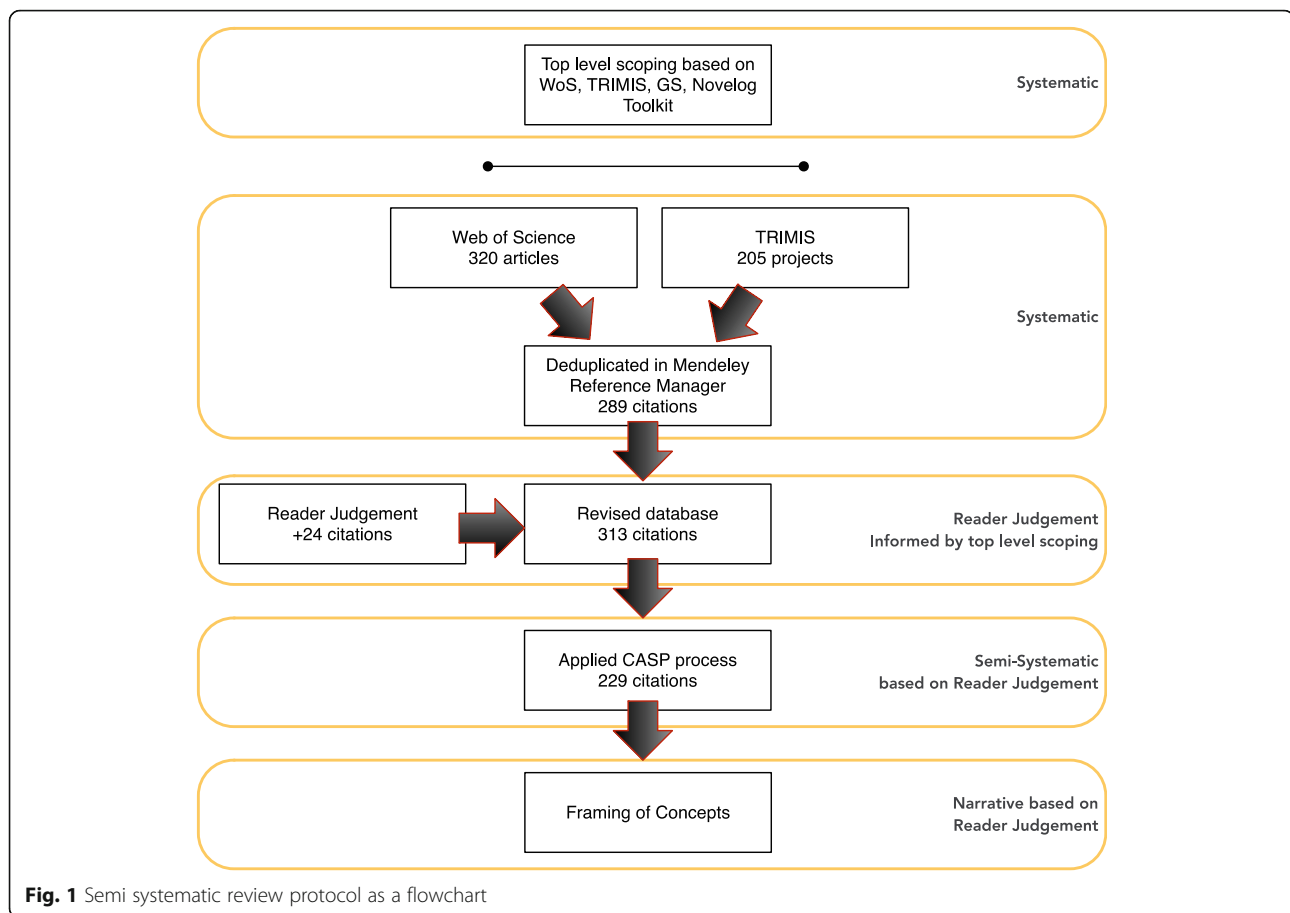 Top level scoping based on
WoS, TRIMIS, GS, Novelog
Toolkit
Systematic
Web of Science
320 articles
TRIMIS
205 projects
Systematic
Deduplicated in Mendeley
Reference Manager
289 citations
Reader Judgement
+24 citations
Revised database
313 citations
Reader Judgement
Informed by top level scoping
Applied CASP process
229 citations
Semi-Systematic
based on Reader Judgement
Framing of Concepts
Narrative based on
Reader Judgement
Fig. 1 Semi systematic review protocol as a flowchart